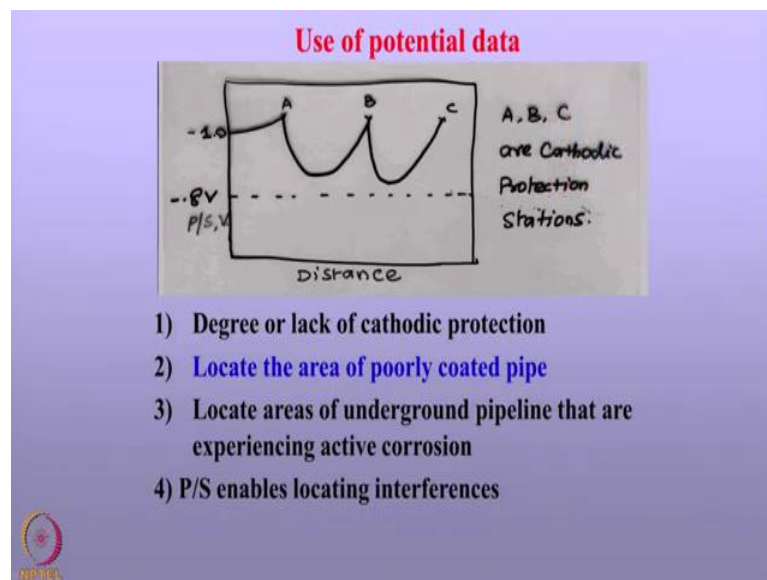 Use of potential data
A
B
C
-1.0
-.8V
P/S, V
Distance
A, B, C
are Cathodic
Protection
Stations.
1) Degree or lack of cathodic protection
2) Locate the area of poorly coated pipe
3) Locate areas of underground pipeline that are
experiencing active corrosion
4) P/S enables locating interferences
NPTEL